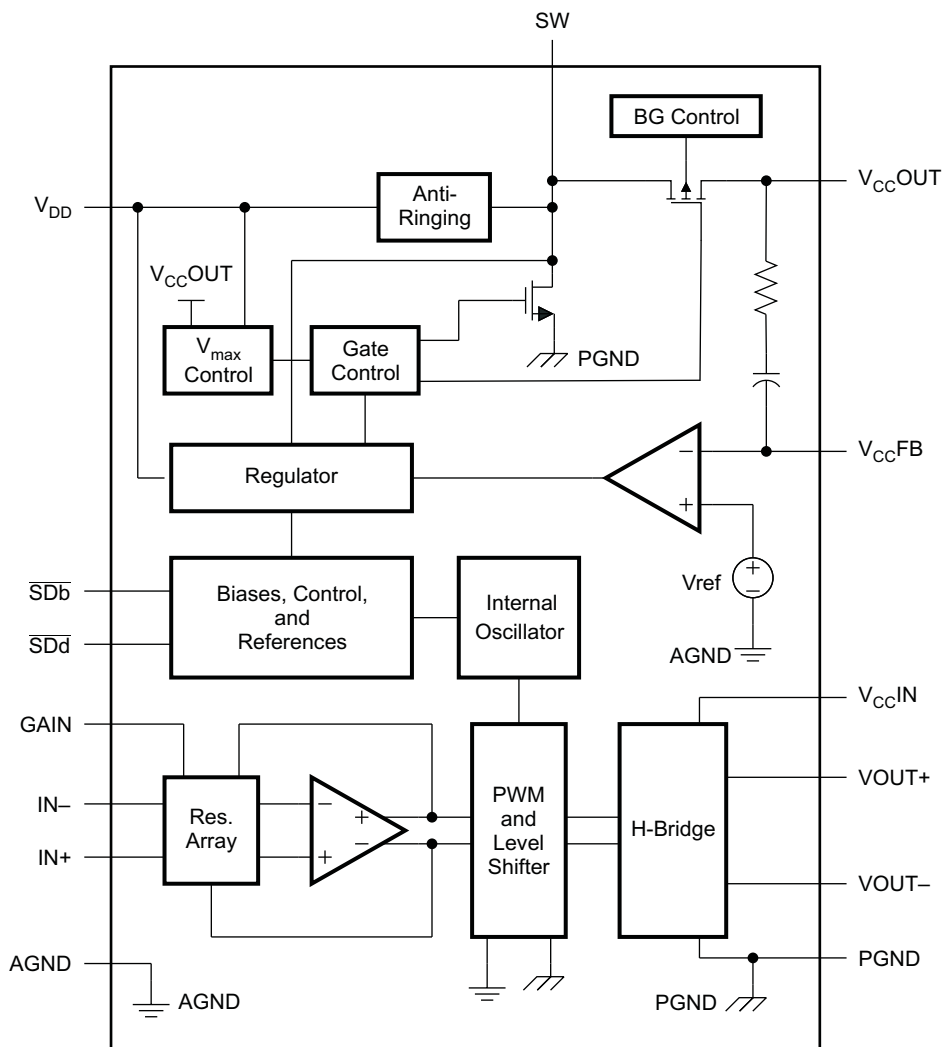 SW
BG Control
VCCOUT
Anti-
Ringing
VDD
VCCOUT
Vmax
Control
Gate
Control
PGND
Regulator
−
+
VCCFB
SDb
SDd
Biases, Control,
and
References
Internal
Oscillator
Vref
+
−
AGND
GAIN
IN–
IN+
Res.
Array
−
+
+
−
PWM
and
Level
Shifter
H-Bridge
VCCIN
VOUT+
VOUT–
AGND
AGND
PGND
PGND